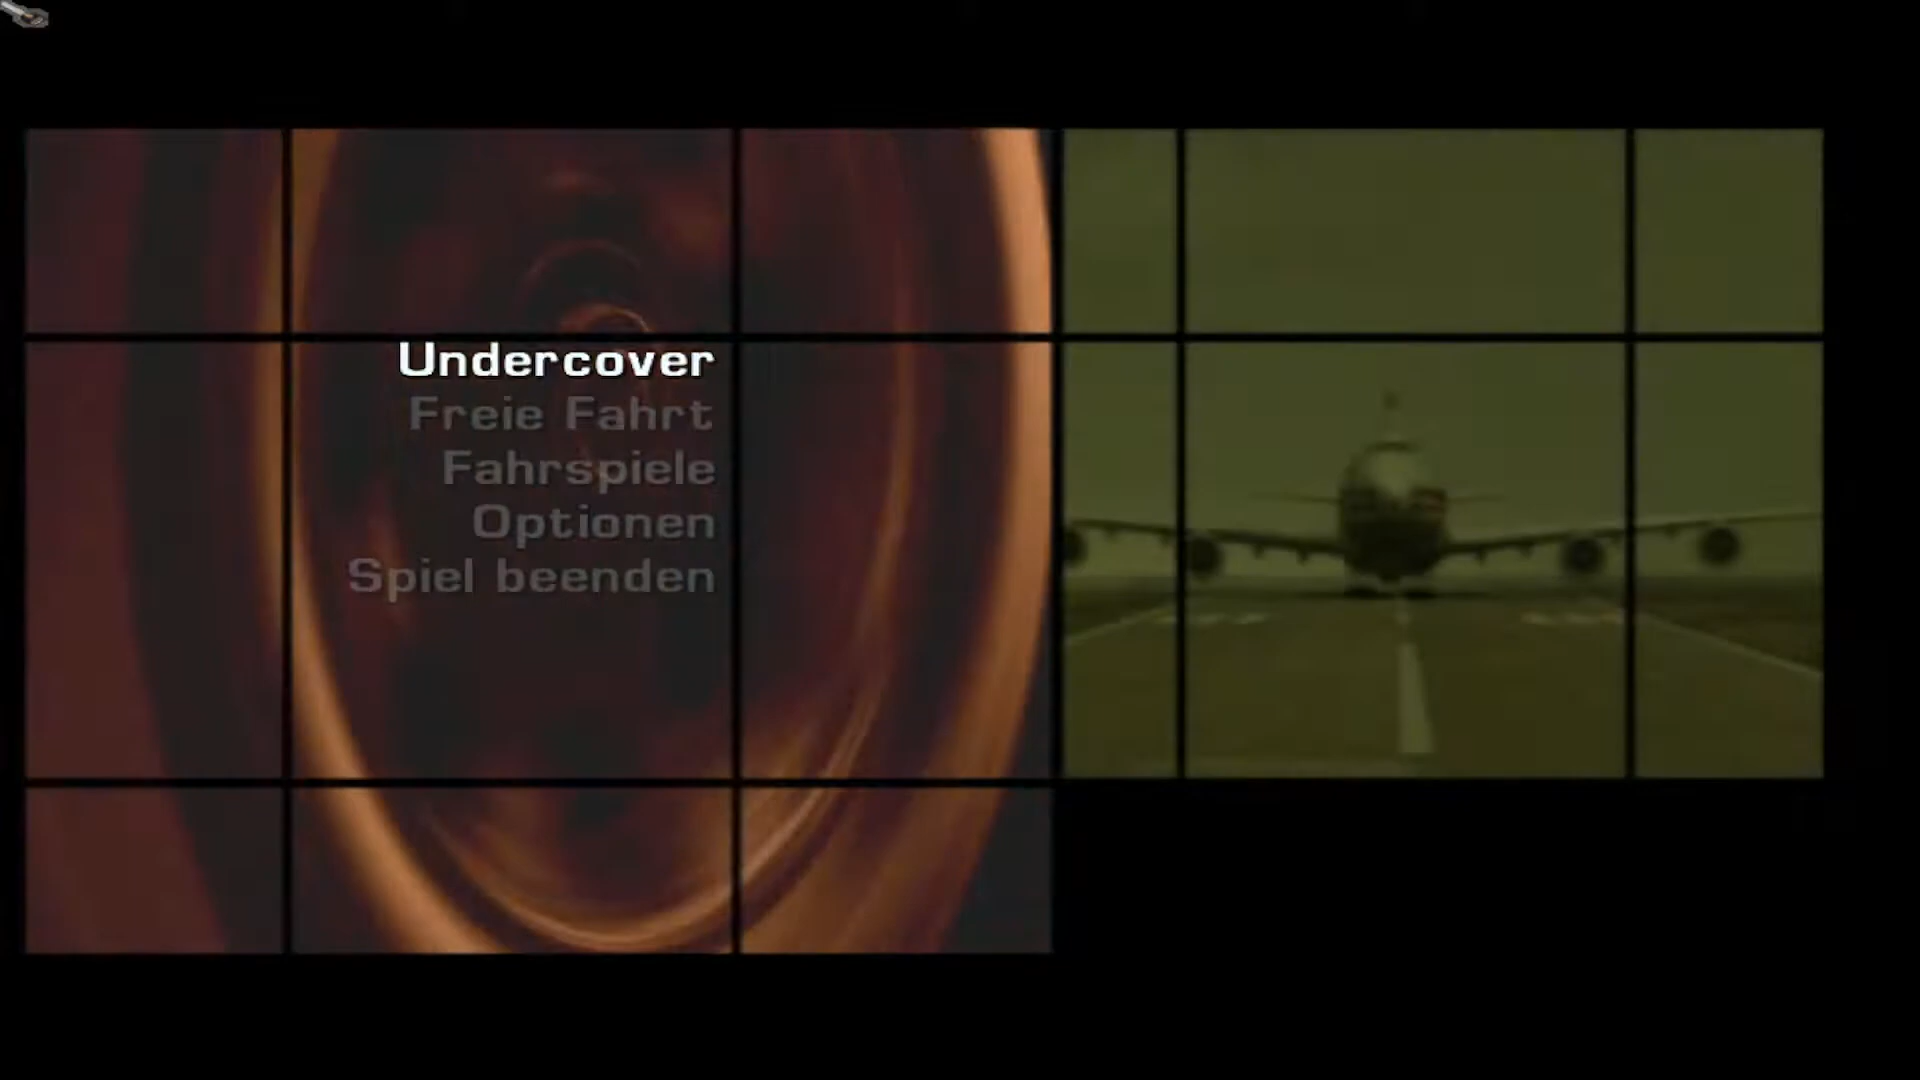 Undercover
Freie Fahrt
Fahrspiele
Optionen
Spiel beenden